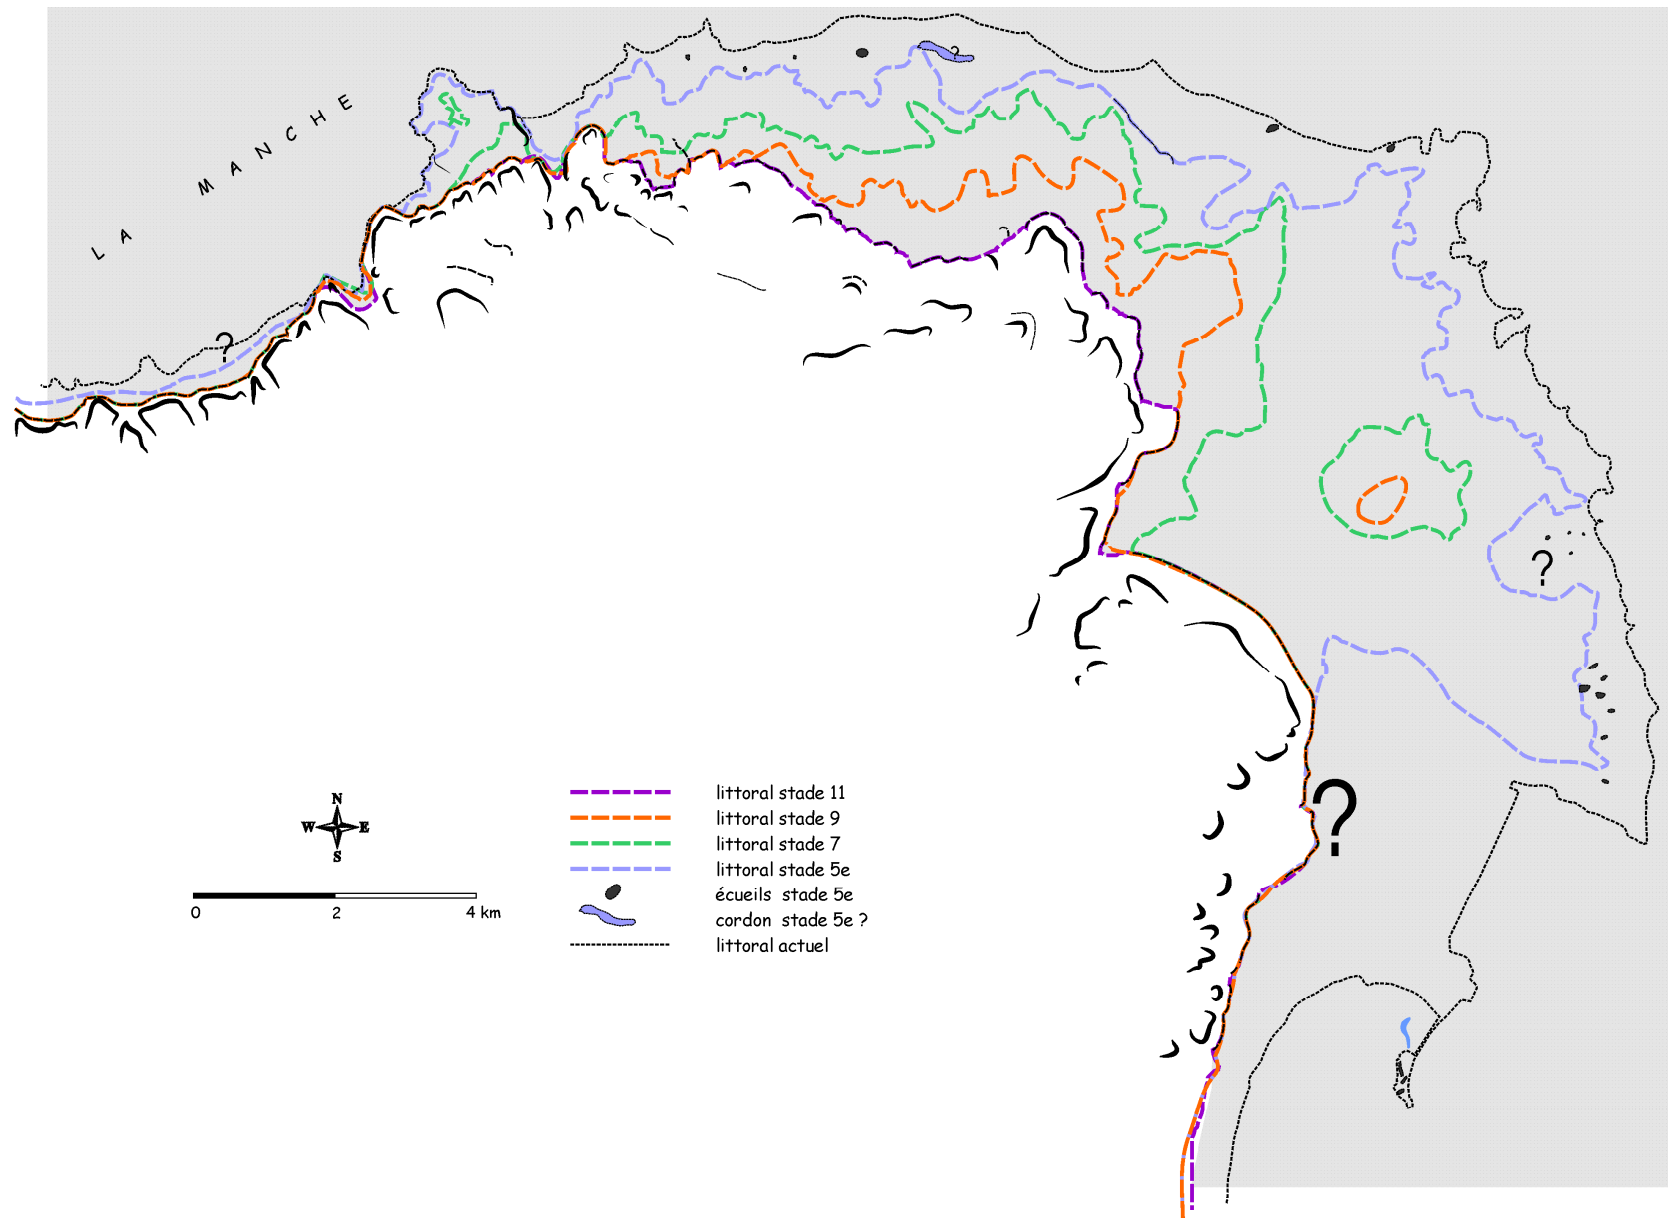 ?
LA MANCHE
?
?
?
N
W E
S
0 2 4 km
littoral stade 11
littoral stade 9
littoral stade 7
littoral stade 5e
écueils stade 5e
cordon stade 5e ?
littoral actuel